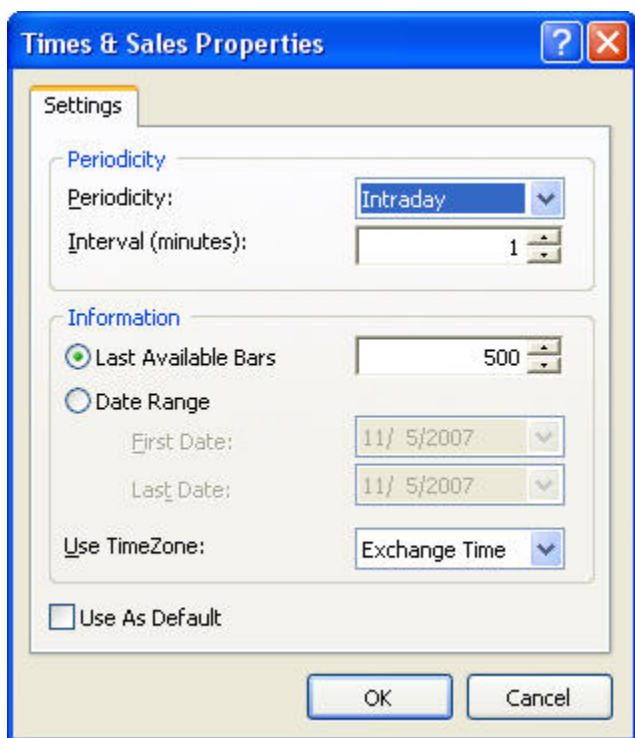 Times & Sales Properties
Settings
Periodicity
Periodicity: Intraday
Interval (minutes): 1
Information
Last Available Bars 500
Date Range
First Date: 11/ 5/2007
Last Date: 11/ 5/2007
Use TimeZone: Exchange Time
Use As Default
OK Cancel